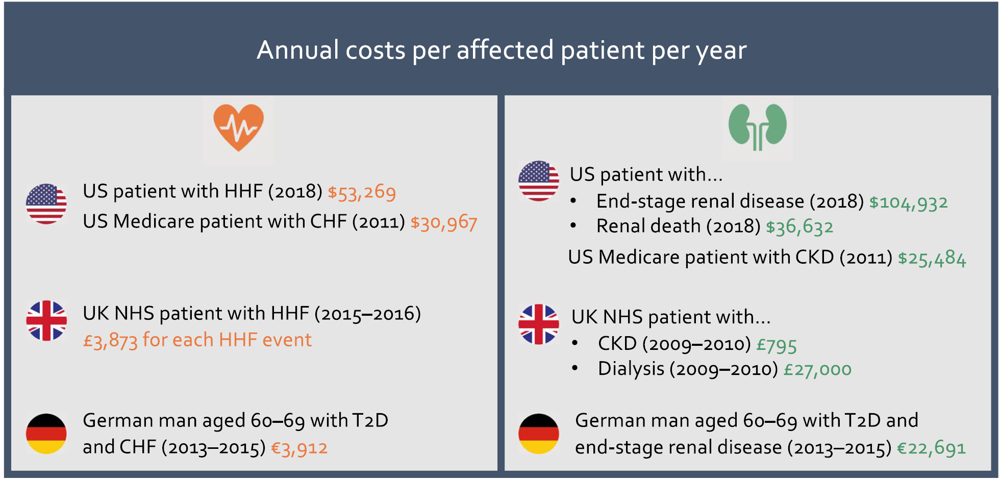 Annual costs per affected patient per year
US patient with HHF (2018) $53,269
US Medicare patient with CHF (2011) $30,967
UK NHS patient with HHF (2015–2016)
£3,873 for each HHF event
German man aged 60–69 with T2D
and CHF (2013–2015) €3,912
US patient with...
• End-stage renal disease (2018) $104,932
• Renal death (2018) $36,632
US Medicare patient with CKD (2011) $25,484
UK NHS patient with...
• CKD (2009–2010) £795
• Dialysis (2009–2010) £27,000
German man aged 60–69 with T2D and
end-stage renal disease (2013–2015) €22,691